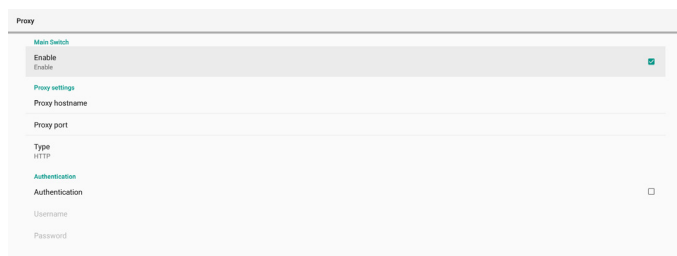 Proxy
Main Switch
Enable
Enable
Proxy settings
Proxy hostname
Proxy port
Type
HTTP
Authentication
Authentication
Username
Password